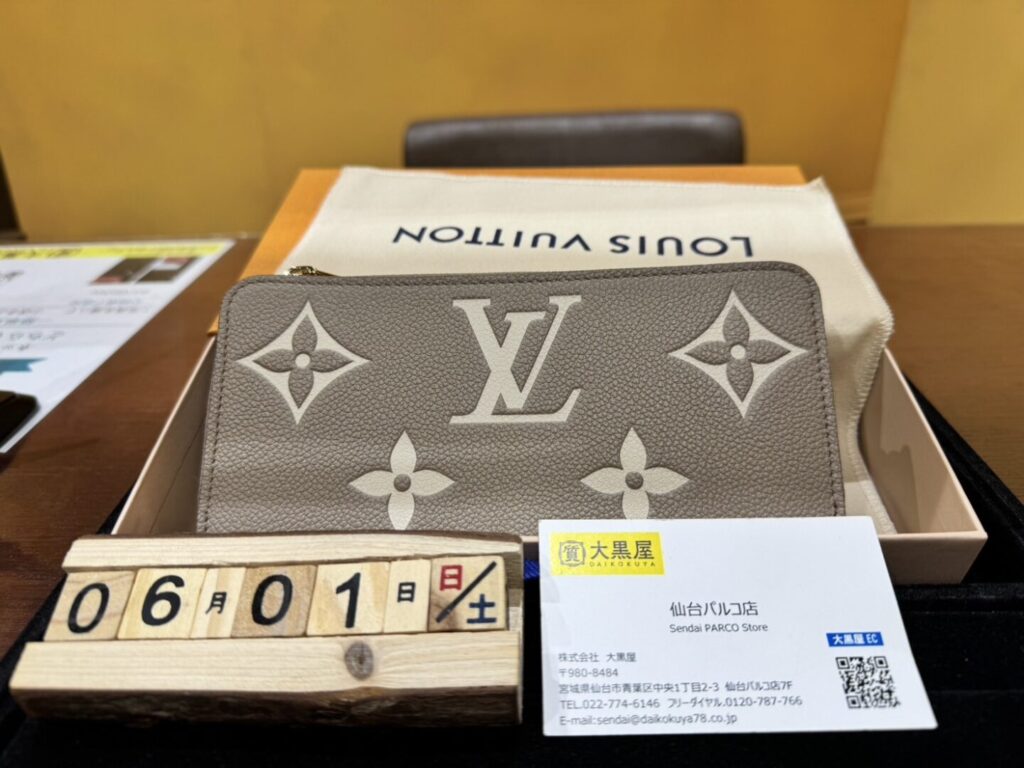 LOUIS VUITTON
LV
06月01日 日/土
質 大黒屋
DAIKOKUYA
仙台パルコ店
Sendai PARCO Store
大黒屋 EC
株式会社 大黒屋
〒980-8484
宮城県仙台市青葉区中央1丁目2-3 仙台パルコ店7F
TEL.022-774-6146 フリーダイヤル.0120-787-766
E-mail:sendai@daikokuya78.co.jp